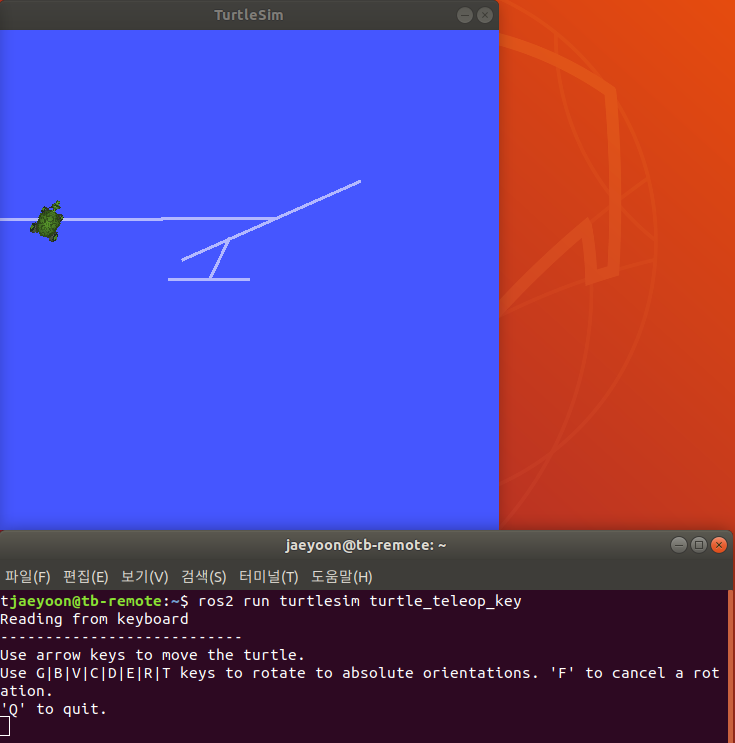 TurtleSim
jaeyoon@tb-remote: ~
파일(F) 편집(E) 보기(V) 검색(S) 터미널(T) 도움말(H)
tjaeyoon@tb-remote:~$ ros2 run turtlesim turtle_teleop_key
Reading from keyboard
---------------------------
Use arrow keys to move the turtle.
Use G|B|V|C|D|E|R|T keys to rotate to absolute orientations. 'F' to cancel a rot
ation.
'Q' to quit.